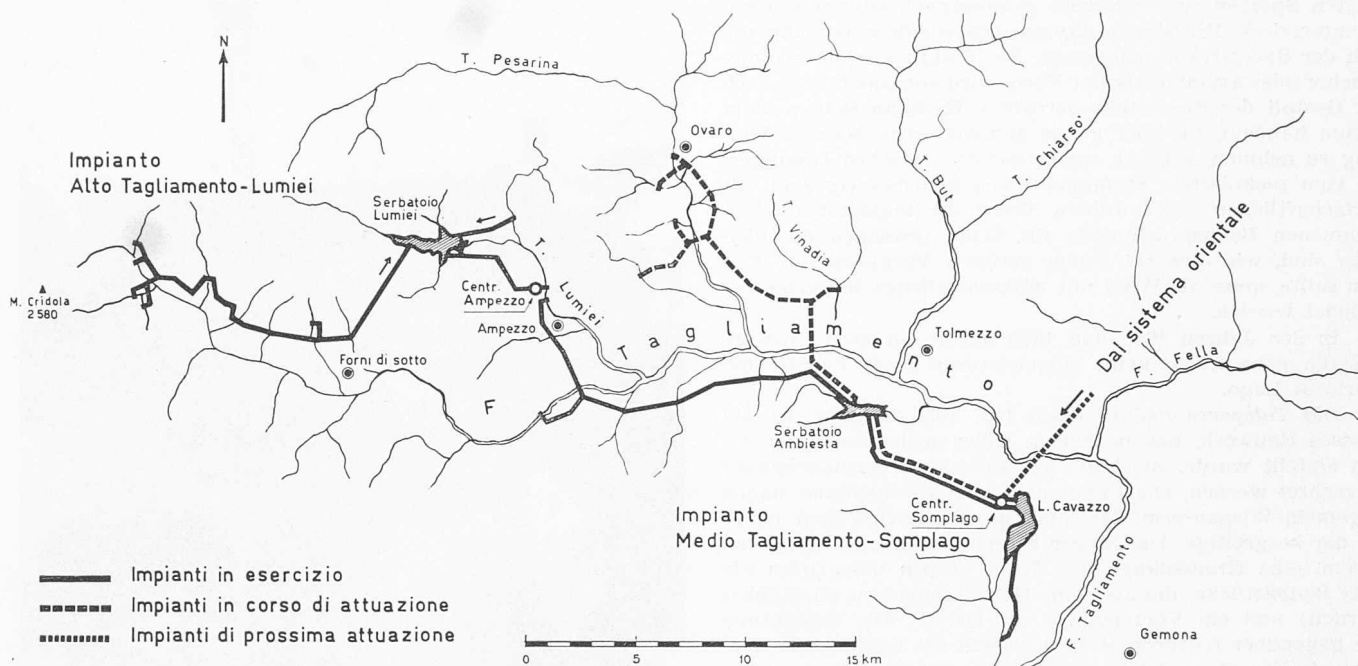 N
T. Pesarina
Impianto
Alto Tagliamento-Lumiei
M. Cridola
2580
Serbatoio
Lumiei
Ovaro
T. Vinadia
T. But
T. Chiarso'
T. Lumiei
Centr.
Ampezzo
Ampezzo
Forni di sotto
F. Tagliamento
Tolmezzo
Dal sistema orientale
F. Fella
Serbatoio
Ambiesta
Centr.
Somplago
L. Cavazzo
Impianto
Medio Tagliamento-Somplago
F. Tagliamento
Gemona
Impianti in esercizio
Impianti in corso di attuazione
Impianti di prossima attuazione
0 5 10 15 km